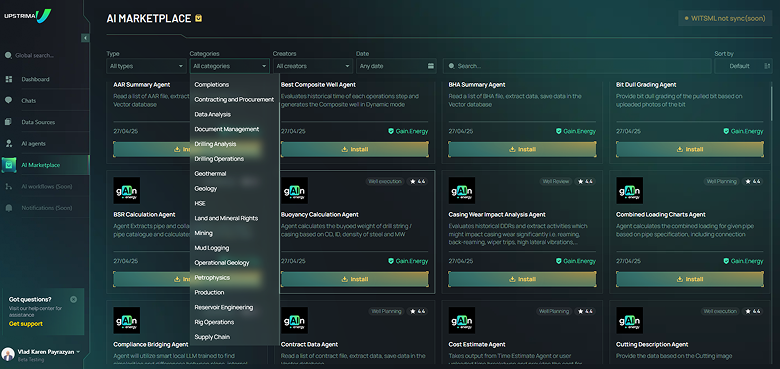 UPSTRIMA
AI MARKETPLACE
WITSML not sync(soon)
Global search...
Dashboard
Chats
Data Sources
AI agents
AI Marketplace
AI workflows (Soon)
Notifications (Soon)
Got questions?
Visit our help center for
assistance
Get support
Vlad Karen Payrazyan
Beta Testing
Type
All types
Categories
All categories
Creators
All creators
Date
Any date
Search...
Sort by
Default
Completions
Contracting and Procurement
Data Analysis
Document Management
Drilling Analysis
Drilling Operations
Geothermal
Geology
HSE
Land and Mineral Rights
Mining
Mud Logging
Operational Geology
Petrophysics
Production
Reservoir Engineering
Rig Operations
Supply Chain
AAR Summary Agent
Read a list of AAR file, extract
Vector database
27/04/25
Ins
Best Composite Well Agent
Evaluates historical time of each operations step and
generates the Composite well in Dynamic mode
Gain.Energy
Install
BHA Summary Agent
Read a list of BHA file, extract data, save data in the
Vector database
27/04/25
Gain.Energy
Install
Bit Dull Grading Agent
Provide bit dull grading of the pulled bit based on
uploaded photos of the bit
27/04/25
Gain.Energy
Install
gAIn
energy
BSR Calculation Agent
Agent Extracts pipe and col
pipe catalogue and calculate
27/04/25
Ins
gAIn
energy
Well execution
4.4
Buoyancy Calculation Agent
Agent calculates the buoyed weight of drill string /
casing based on OD, ID, density of steel and MW
Gain.Energy
Install
gAIn
energy
Well Review
4.4
Casing Wear Impact Analysis Agent
Evaluates historical DDRs and extract activities which
might impact casing wear significantly i.e. reaming,
back-reaming, wiper trips, high lateral vibrations,...
27/04/25
Gain.Energy
Install
gAIn
energy
Well Planning
4.4
Combined Loading Charts Agent
Agent calculates the combined loading for given pipe
based on pipe specification, including connection
27/04/25
Gain.Energy
Install
gAIn
energy
Compliance Bridging Agent
Agent will utilize smart local LLM trained to find
gAIn
energy
Well Planning
4.4
Contract Data Agent
Read a list of contract file, extract data, save data in the
gAIn
energy
Well Planning
4.4
Cost Estimate Agent
Takes output from Time Estimate Agent or user
gAIn
energy
Well execution
4.4
Cutting Description Agent
Provide the data based on the Cutting image